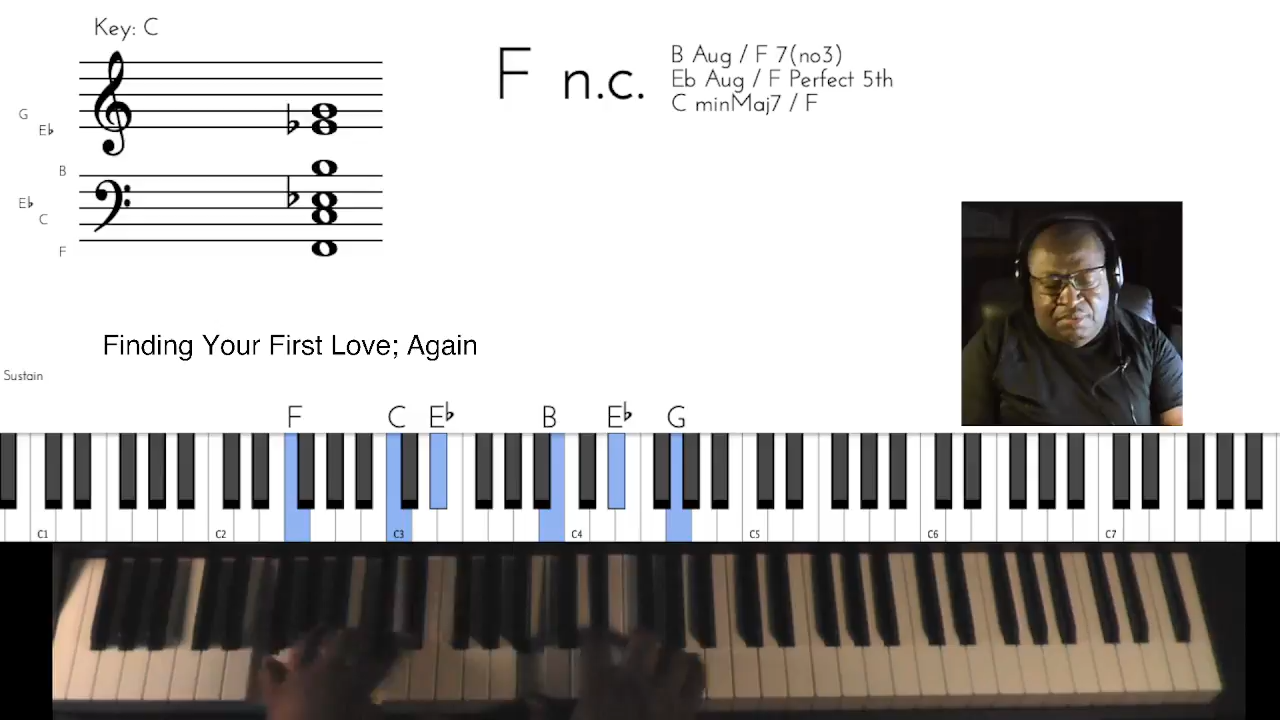 Key: C
F n.c.
B Aug / F 7(no3)
Eb Aug / F Perfect 5th
C minMaj7 / F
G
E♭
B
E♭
C
F
Finding Your First Love; Again
Sustain
F C E♭ B E♭ G
C1 C2 C3 C4 C5 C6 C7